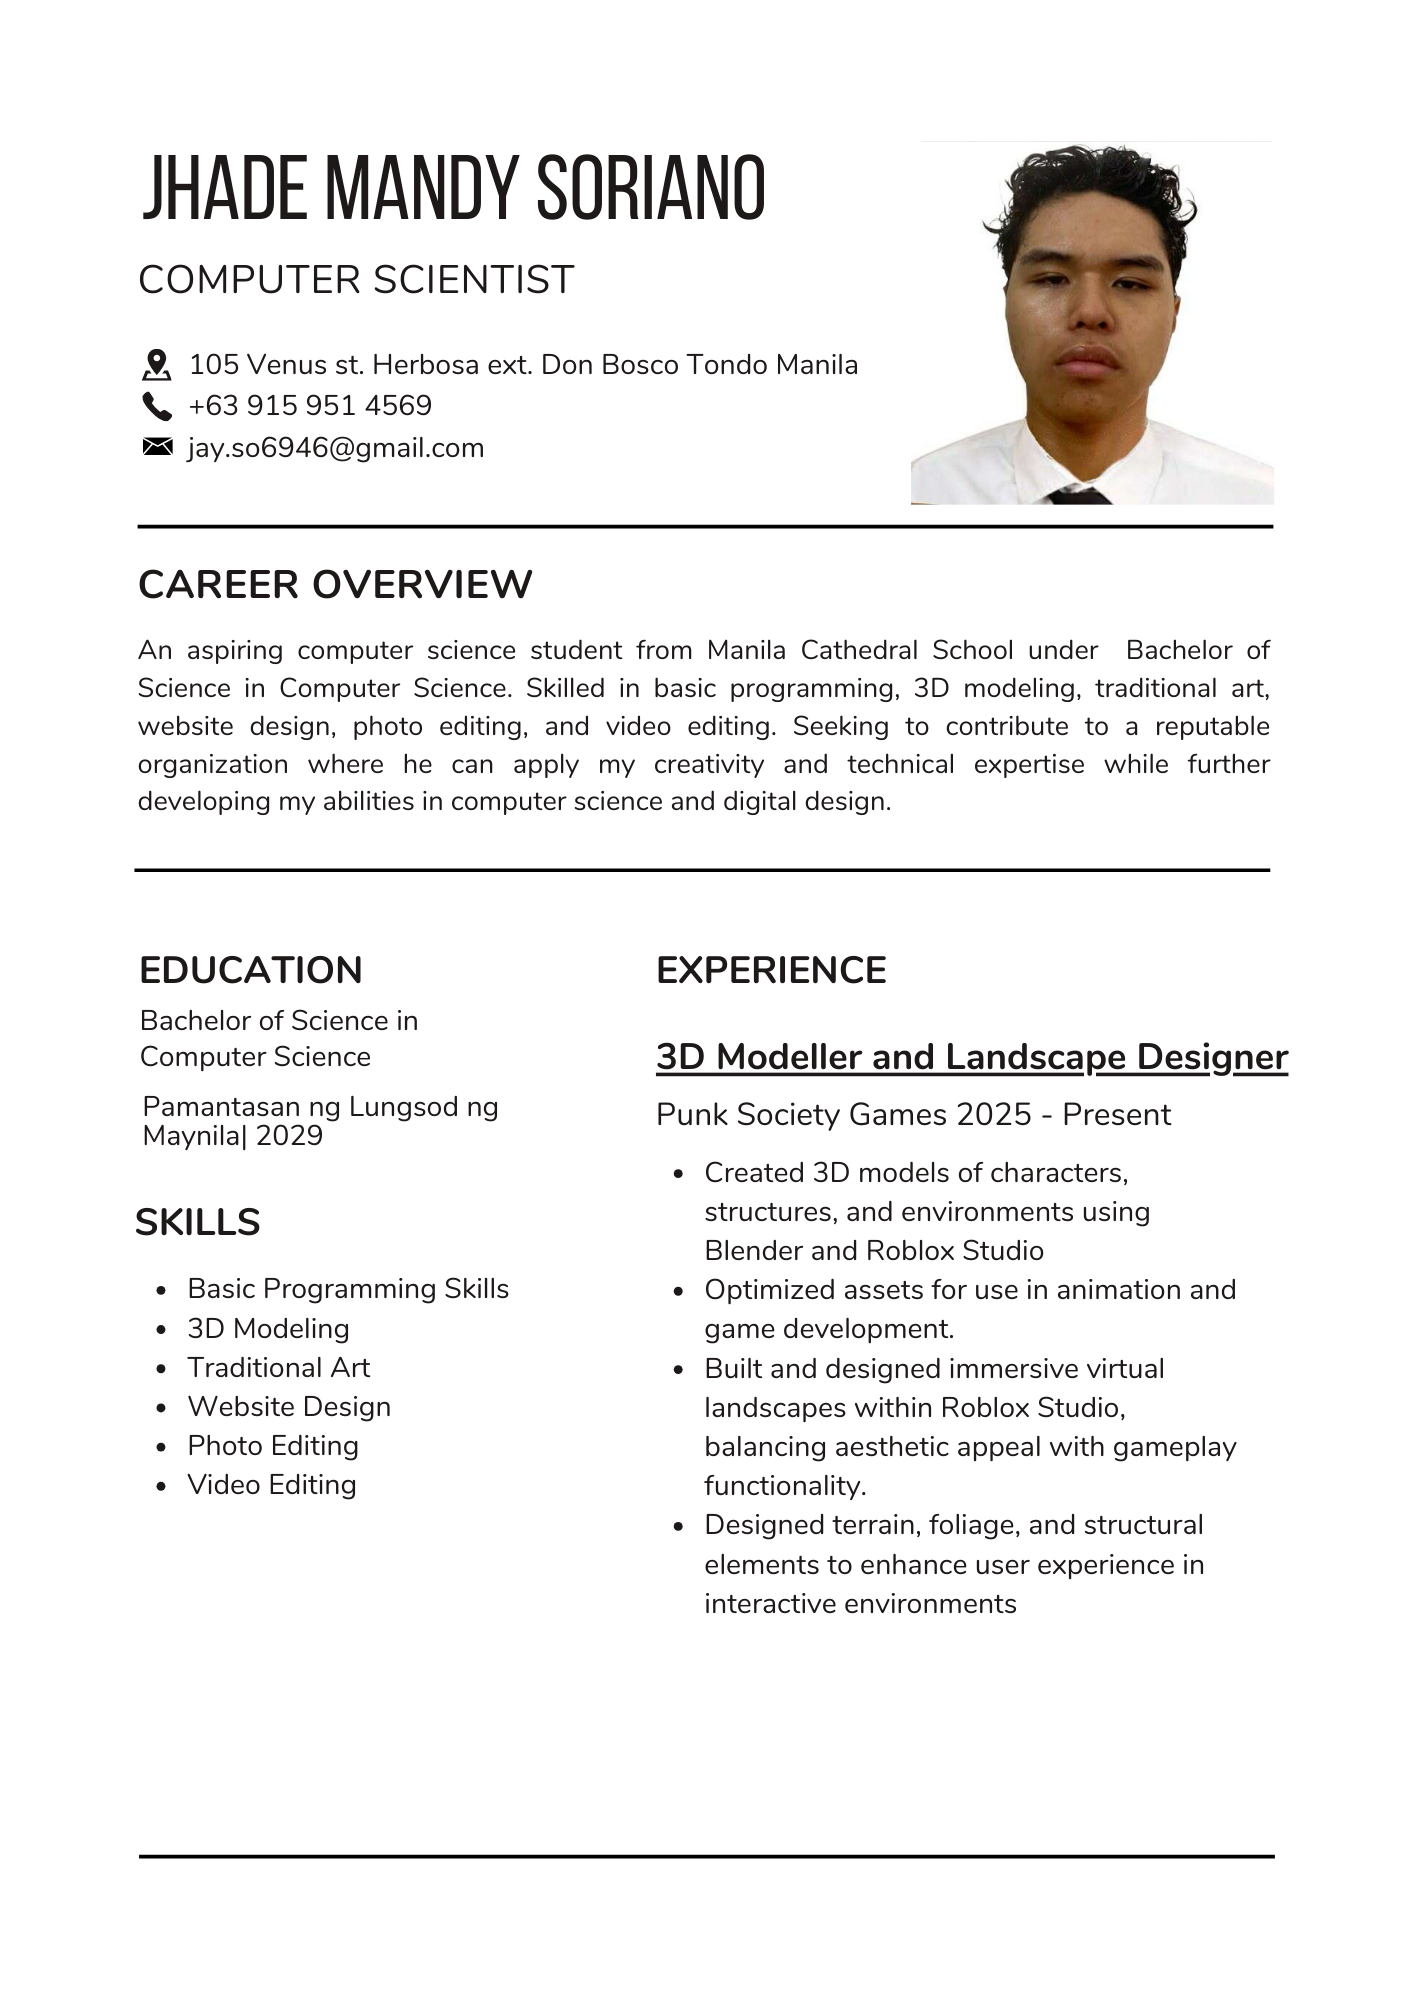 JHADE MANDY SORIANO
COMPUTER SCIENTIST
105 Venus st. Herbosa ext. Don Bosco Tondo Manila
+63 915 951 4569
jay.so6946@gmail.com
CAREER OVERVIEW
An aspiring computer science student from Manila Cathedral School under Bachelor of
Science in Computer Science. Skilled in basic programming, 3D modeling, traditional art,
website design, photo editing, and video editing. Seeking to contribute to a reputable
organization where he can apply my creativity and technical expertise while further
developing my abilities in computer science and digital design.
EDUCATION
Bachelor of Science in
Computer Science
Pamantasan ng Lungsod ng
Maynila| 2029
SKILLS
• Basic Programming Skills
• 3D Modeling
• Traditional Art
• Website Design
• Photo Editing
• Video Editing
EXPERIENCE
3D Modeller and Landscape Designer
Punk Society Games 2025 - Present
• Created 3D models of characters,
structures, and environments using
Blender and Roblox Studio
• Optimized assets for use in animation and
game development.
• Built and designed immersive virtual
landscapes within Roblox Studio,
balancing aesthetic appeal with gameplay
functionality.
• Designed terrain, foliage, and structural
elements to enhance user experience in
interactive environments